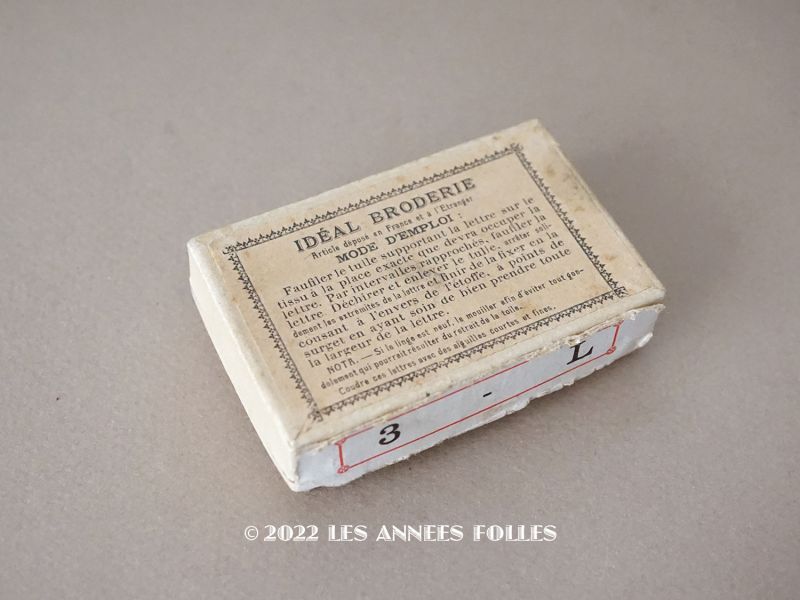 IDÉAL BRODERIE
Article déposé en France et à l'Etranger
MODE D'EMPLOI :
Faufiler le tulle supportant la lettre sur le
tissu à la place exacte que devra occuper la
lettre. Par intervalles rapprochés, faufiler la
lettre. Déchirer et enlever le tulle, arrêter soli-
dement les extrémités de la lettre et finir de la fixer en la
cousant à l'envers de l'étoffe, à points de
surget en ayant soin de bien prendre toute
la largeur de la lettre.
NOTA. — Si le linge est neuf, le mouiller afin d'éviter tout gon-
dolement qui pourrait résulter du retrait de la toile.
Coudre ces lettres avec des aiguilles courtes et fines.
3 - L
© 2022 LES ANNEES FOLLES